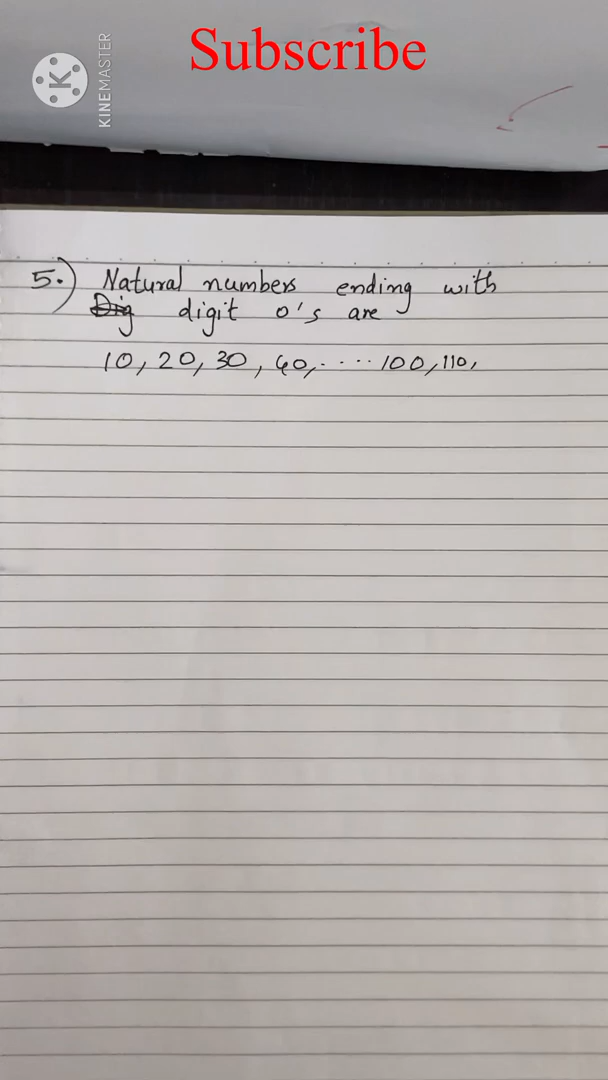 Subscribe
KINEMASTER
5.) Natural numbers ending with
digit 0's are
10, 20, 30, 40, ..... 100, 110,